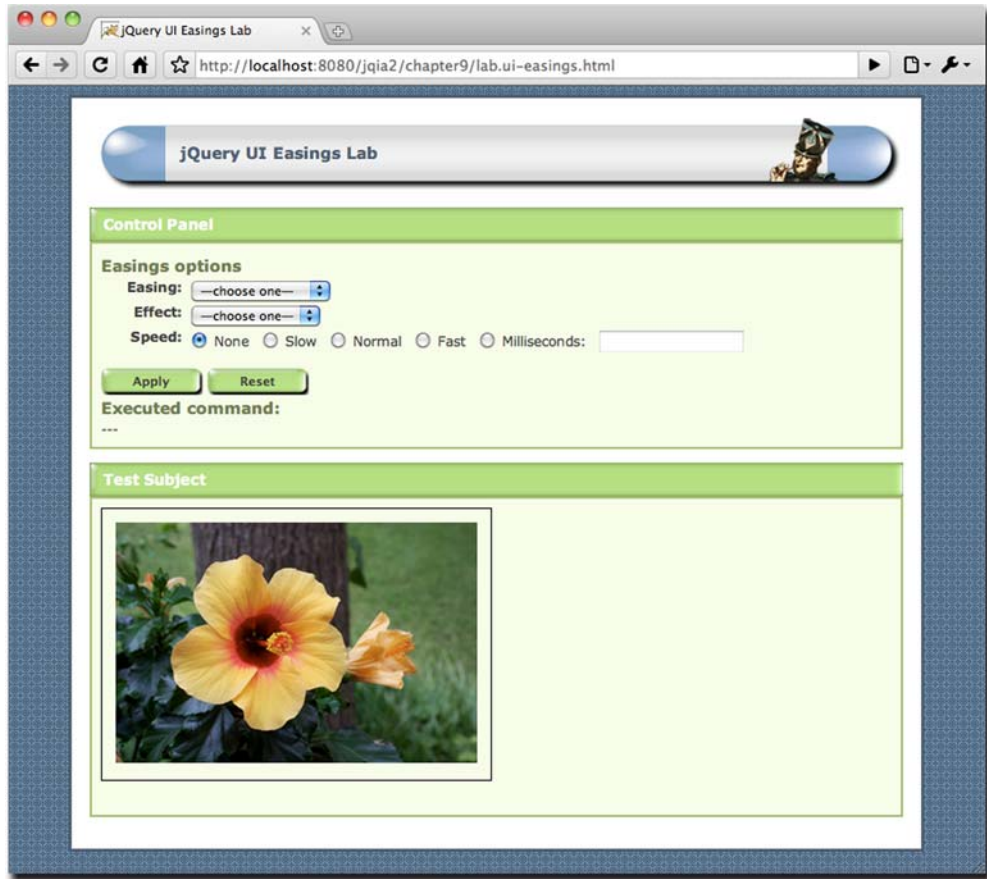 jQuery UI Easings Lab
http://localhost:8080/jqia2/chapter9/lab.ui-easings.html
jQuery UI Easings Lab
Control Panel
Easings options
Easing: —choose one—
Effect: —choose one—
Speed: None Slow Normal Fast Milliseconds:
Apply Reset
Executed command:
---
Test Subject